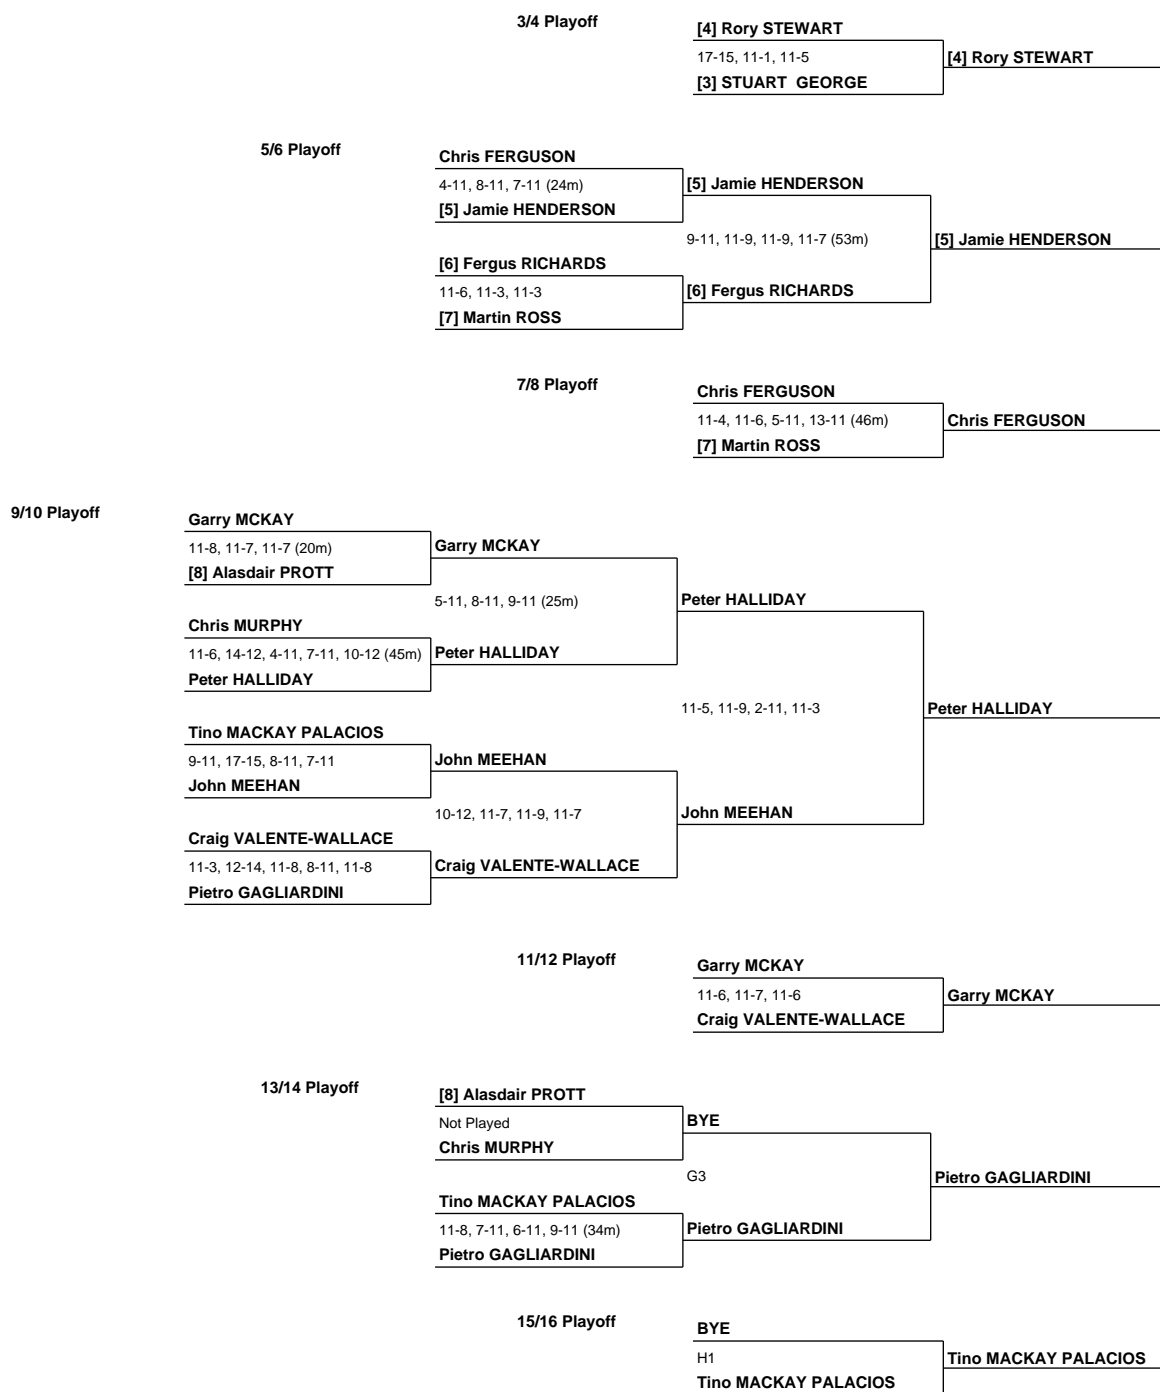 3/4 Playoff
[4] Rory STEWART
17-15, 11-1, 11-5
[4] Rory STEWART
[3] STUART  GEORGE
5/6 Playoff
Chris FERGUSON
4-11, 8-11, 7-11 (24m)
[5] Jamie HENDERSON
[5] Jamie HENDERSON
9-11, 11-9, 11-9, 11-7 (53m)
[5] Jamie HENDERSON
[6] Fergus RICHARDS
11-6, 11-3, 11-3
[6] Fergus RICHARDS
[7] Martin ROSS
7/8 Playoff
Chris FERGUSON
11-4, 11-6, 5-11, 13-11 (46m)
Chris FERGUSON
[7] Martin ROSS
9/10 Playoff
Garry MCKAY
11-8, 11-7, 11-7 (20m)
Garry MCKAY
[8] Alasdair PROTT
5-11, 8-11, 9-11 (25m)
Peter HALLIDAY
Chris MURPHY
11-6, 14-12, 4-11, 7-11, 10-12 (45m)
Peter HALLIDAY
Peter HALLIDAY
11-5, 11-9, 2-11, 11-3
Peter HALLIDAY
Tino MACKAY PALACIOS
9-11, 17-15, 8-11, 7-11
John MEEHAN
John MEEHAN
10-12, 11-7, 11-9, 11-7
John MEEHAN
Craig VALENTE-WALLACE
11-3, 12-14, 11-8, 8-11, 11-8
Craig VALENTE-WALLACE
Pietro GAGLIARDINI
11/12 Playoff
Garry MCKAY
11-6, 11-7, 11-6
Garry MCKAY
Craig VALENTE-WALLACE
13/14 Playoff
[8] Alasdair PROTT
Not Played
BYE
Chris MURPHY
G3
Pietro GAGLIARDINI
Tino MACKAY PALACIOS
11-8, 7-11, 6-11, 9-11 (34m)
Pietro GAGLIARDINI
Pietro GAGLIARDINI
15/16 Playoff
BYE
H1
Tino MACKAY PALACIOS
Tino MACKAY PALACIOS